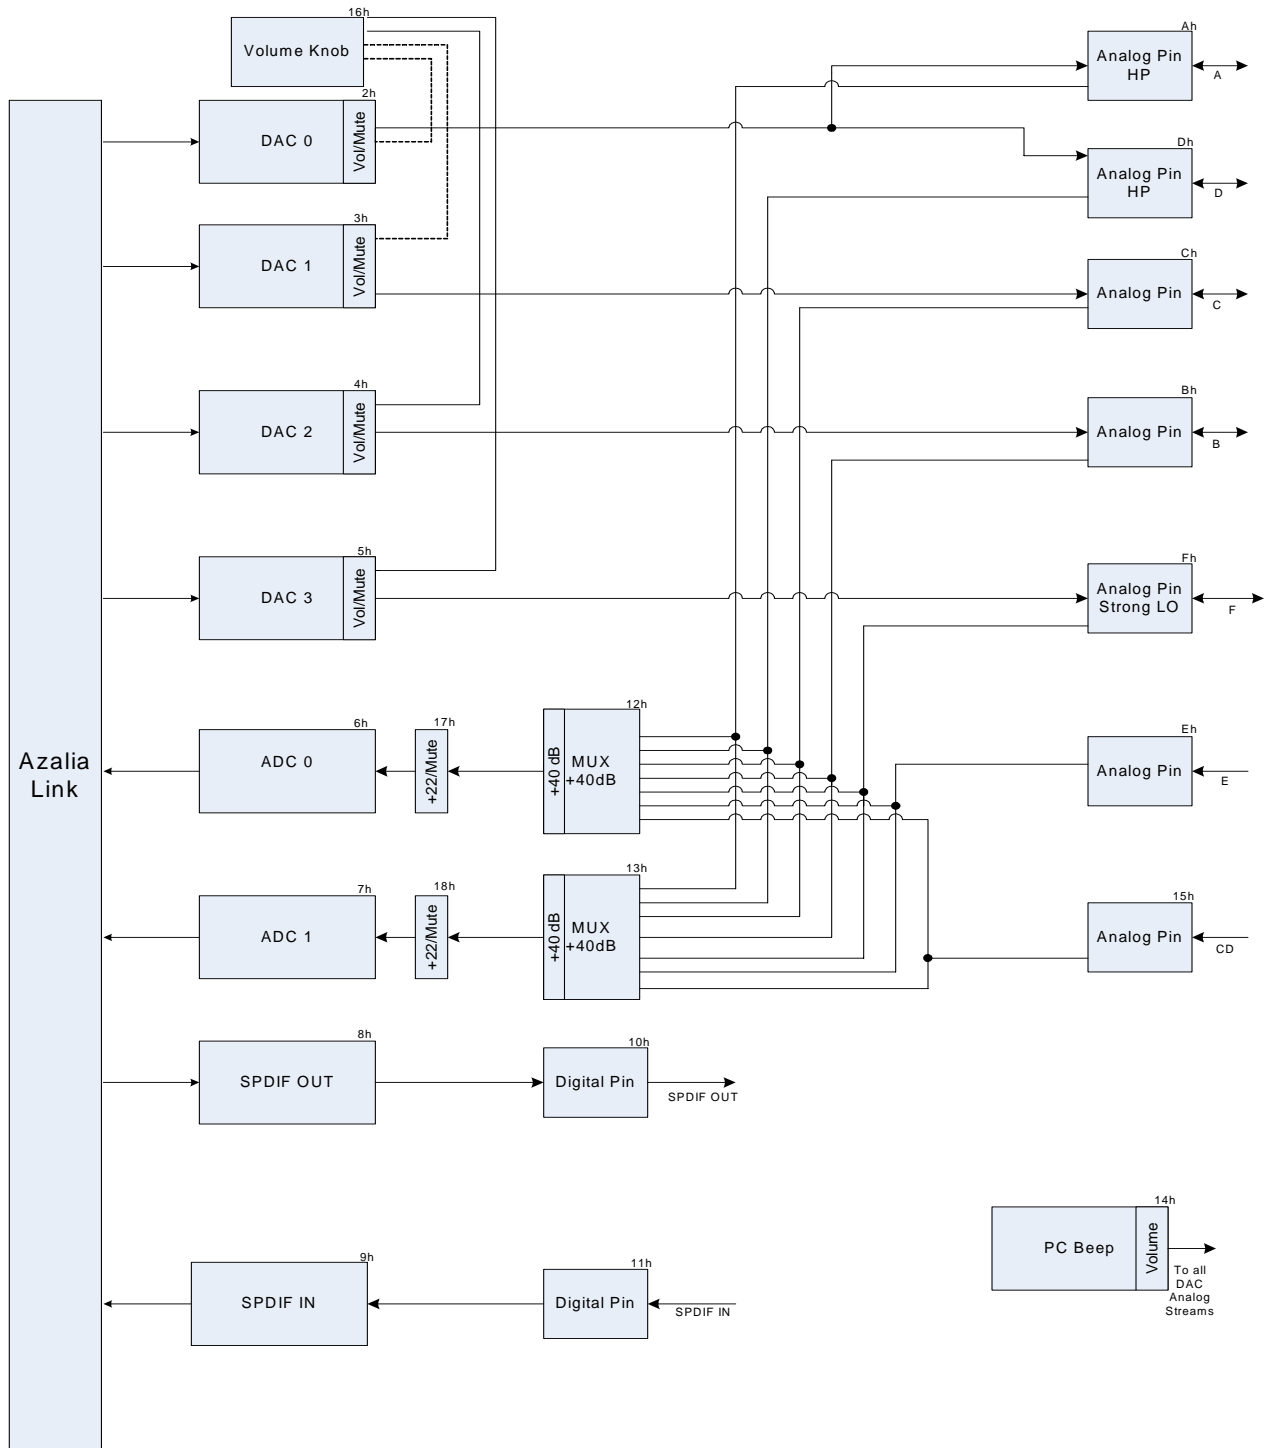 16h
Volume Knob
Ah
Analog Pin
HP
A
2h
DAC 0
Vol/Mute
Dh
Analog Pin
HP
D
3h
DAC 1
Vol/Mute
Ch
Analog Pin
C
4h
DAC 2
Vol/Mute
Bh
Analog Pin
B
5h
DAC 3
Vol/Mute
Fh
Analog Pin
Strong LO
F
Azalia
Link
6h
ADC 0
17h
+22/Mute
12h
+40 dB
MUX
+40dB
Eh
Analog Pin
E
7h
ADC 1
18h
+22/Mute
13h
+40 dB
MUX
+40dB
15h
Analog Pin
CD
8h
SPDIF OUT
10h
Digital Pin
SPDIF OUT
14h
PC Beep
Volume
To all
DAC
Analog
Streams
9h
SPDIF IN
11h
Digital Pin
SPDIF IN